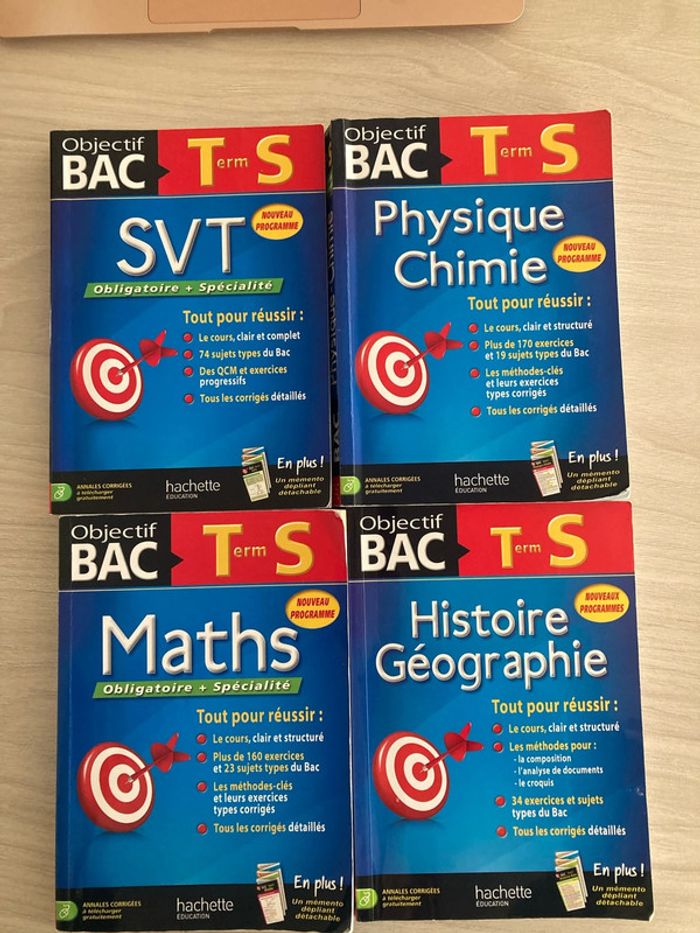 Objectif
BAC
Term S
SVT
NOUVEAU
PROGRAMME
Obligatoire + Spécialité
Tout pour réussir :
Le cours, clair et complet
74 sujets types du Bac
Des QCM et exercices
progressifs
Tous les corrigés détaillés
En plus !
Un mémento
dépliant
détachable
ANNALES CORRIGÉES
à télécharger
gratuitement
hachette
ÉDUCATION
Physique Chimie
BAC
Objectif
BAC
Term S
Physique
Chimie
NOUVEAU
PROGRAMME
Tout pour réussir :
Le cours, clair et structuré
Plus de 170 exercices
et 19 sujets types du Bac
Les méthodes-clés
et leurs exercices
types corrigés
Tous les corrigés détaillés
En plus !
Un mémento
dépliant
détachable
ANNALES CORRIGÉES
à télécharger
gratuitement
hachette
ÉDUCATION
Objectif
BAC
Term S
NOUVEAU
PROGRAMME
Maths
Obligatoire + Spécialité
Tout pour réussir :
Le cours, clair et structuré
Plus de 160 exercices
et 23 sujets types du Bac
Les méthodes-clés
et leurs exercices
types corrigés
Tous les corrigés détaillés
En plus !
Un mémento
dépliant
détachable
ANNALES CORRIGÉES
à télécharger
gratuitement
hachette
ÉDUCATION
Objectif
BAC
Term S
NOUVEAUX
PROGRAMMES
Histoire
Géographie
Tout pour réussir :
Le cours, clair et structuré
Les méthodes pour :
- la composition
- l'analyse de documents
- le croquis
34 exercices et sujets
types du Bac
Tous les corrigés détaillés
En plus !
Un mémento
dépliant
détachable
ANNALES CORRIGÉES
à télécharger
gratuitement
hachette
ÉDUCATION